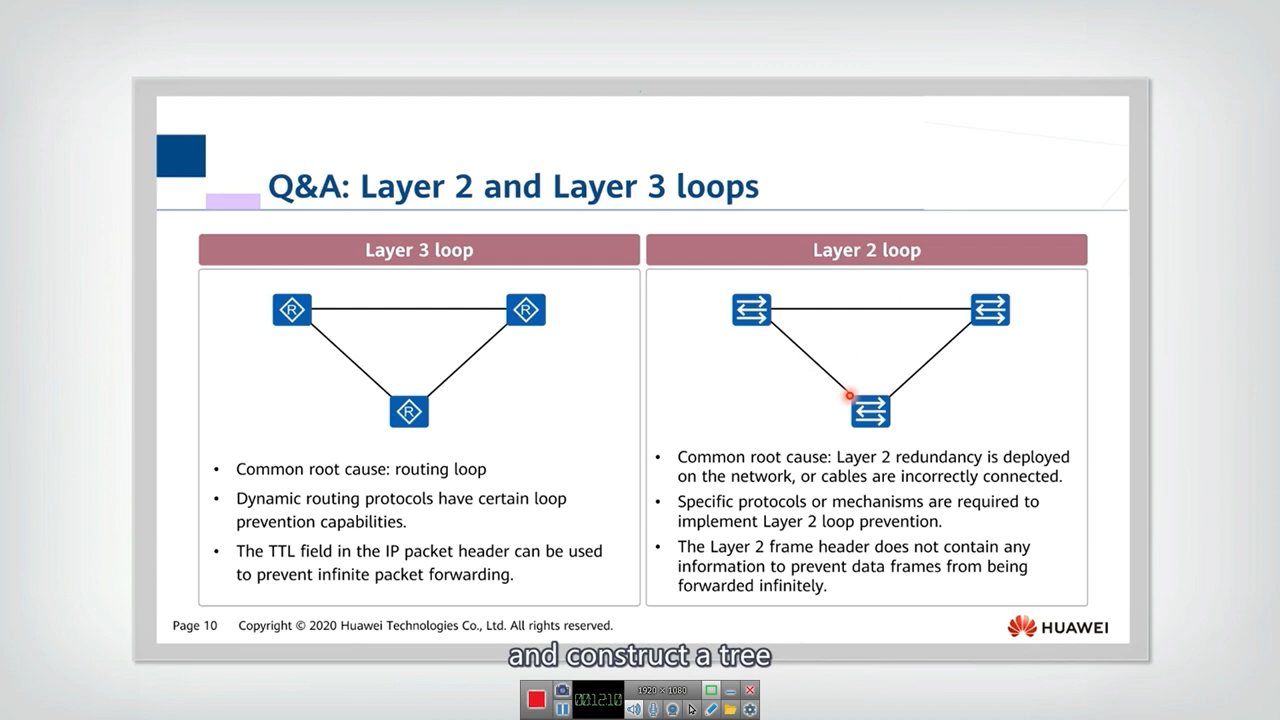 Q&A: Layer 2 and Layer 3 loops
Layer 3 loop
R
R
R
• Common root cause: routing loop
• Dynamic routing protocols have certain loop
prevention capabilities.
• The TTL field in the IP packet header can be used
to prevent infinite packet forwarding.
Layer 2 loop
• Common root cause: Layer 2 redundancy is deployed
on the network, or cables are incorrectly connected.
• Specific protocols or mechanisms are required to
implement Layer 2 loop prevention.
• The Layer 2 frame header does not contain any
information to prevent data frames from being
forwarded infinitely.
Page 10 Copyright © 2020 Huawei Technologies Co., Ltd. All rights reserved.
HUAWEI
and construct a tree
00:12:10
1920 × 1080